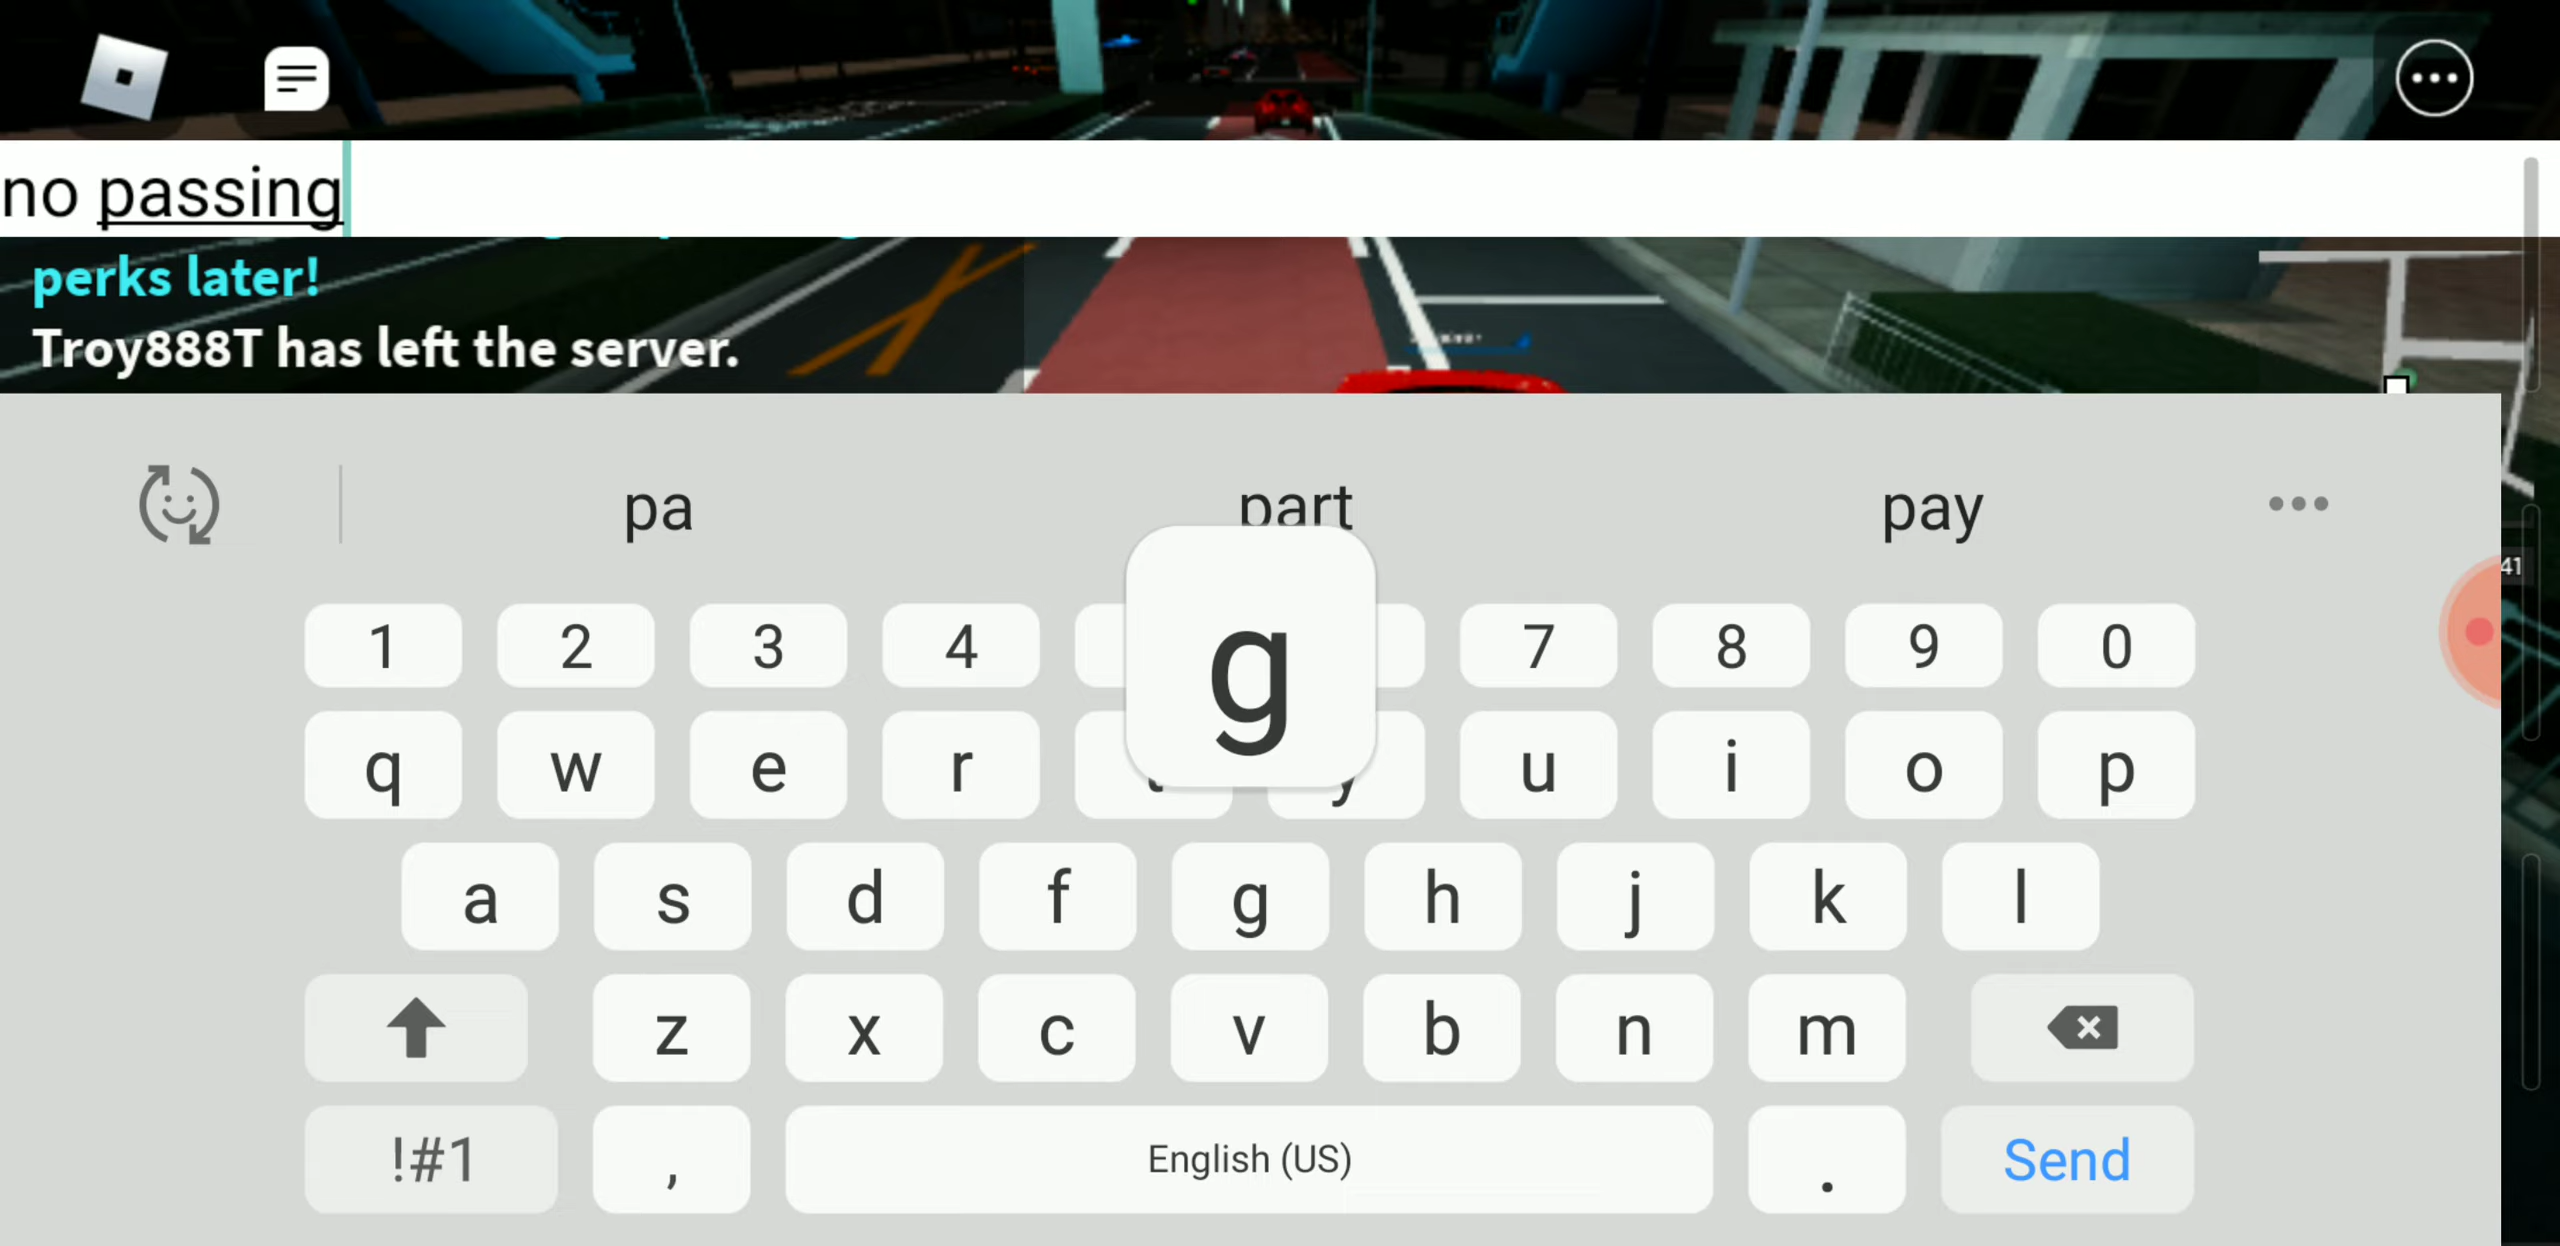 no passing
perks later!
Troy888T has left the server.
pa part pay
41
1 2 3 4 7 8 9 0
g
q w e r t y u i o p
a s d f g h j k l
z x c v b n m
!#1 , English (US) . Send